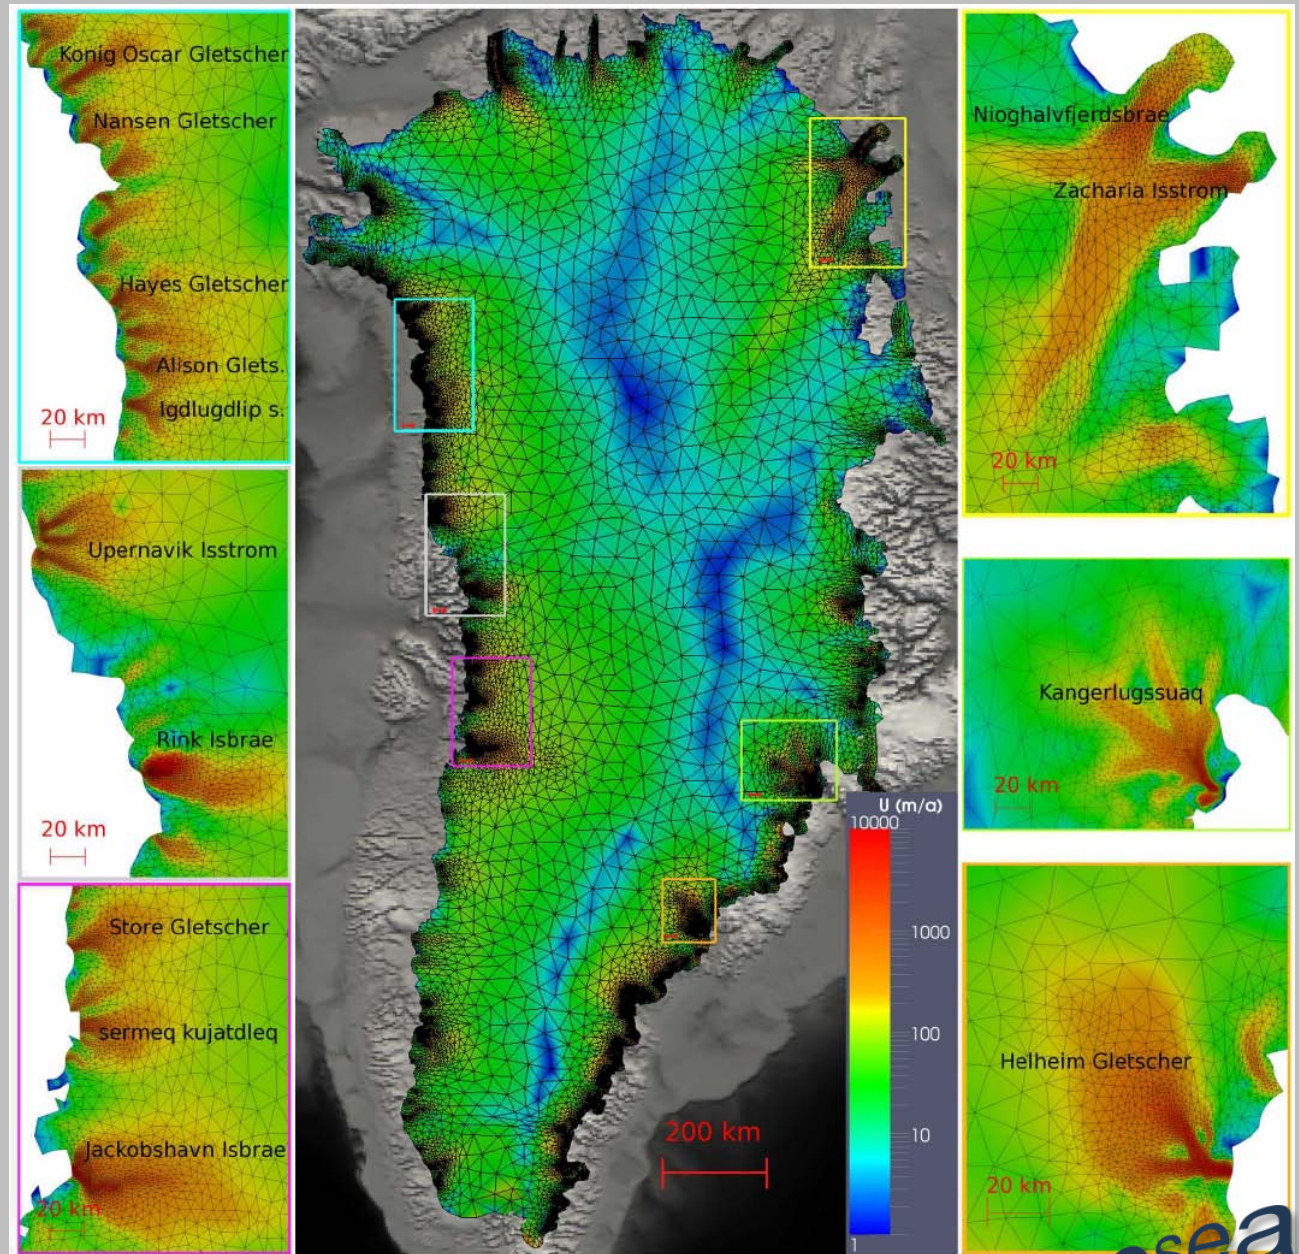 Konig Oscar Gletscher
Nansen Gletscher
Hayes Gletscher
Alison Glets.
Igdlugdlip s.
20 km
Upernavik Isstrom
Rink Isbrae
20 km
Store Gletscher
sermeq kujatdleq
Jackobshavn Isbrae
20 km
200 km
U (m/a)
10000
1000
100
10
1
Nioghalvfjerdsbrae
Zacharia Isstrom
20 km
Kangerlugssuaq
20 km
Helheim Gletscher
20 km